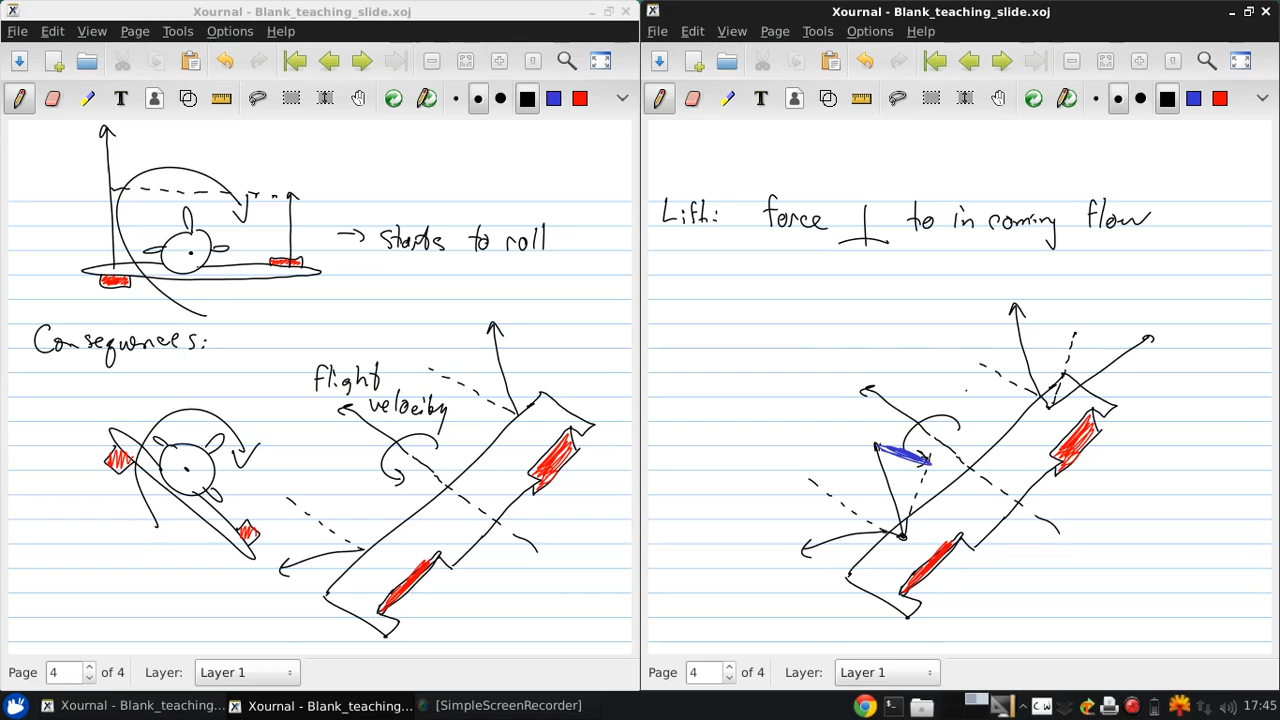 Xournal - Blank_teaching_slide.xoj
File Edit View Page Tools Options Help
→ starts to roll
Consequences:
flight
velocity
Page 4 of 4 Layer: Layer 1
Xournal - Blank_teaching_slide.xoj
File Edit View Page Tools Options Help
Lift: force ⊥ to in coming flow
Page 4 of 4 Layer: Layer 1
Xournal - Blank_teaching... Xournal - Blank_teaching... [SimpleScreenRecorder] 17:45